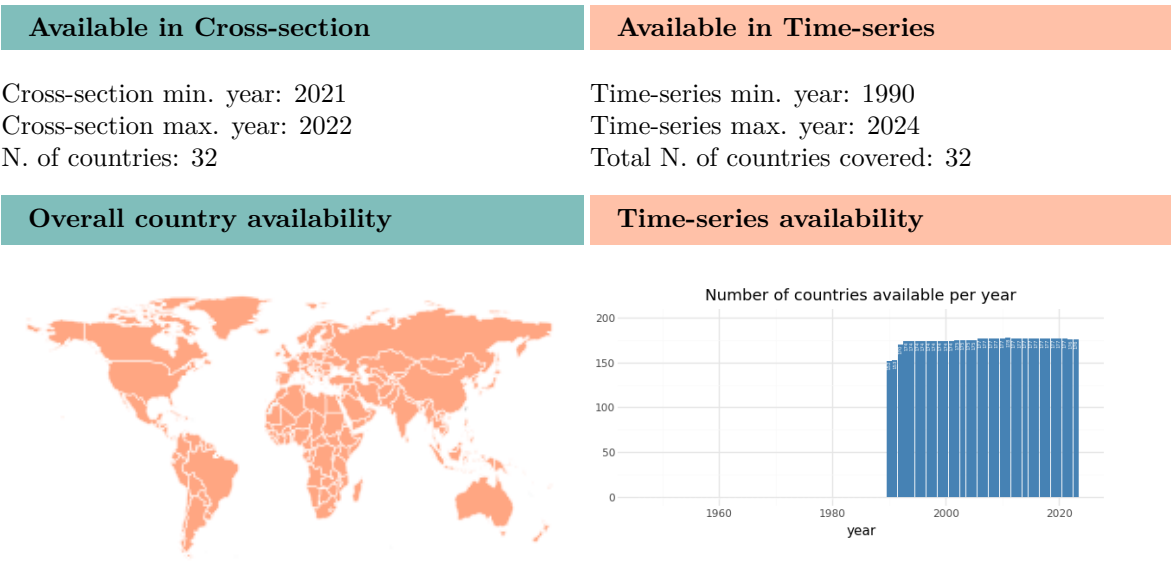 Available in Cross-section
Available in Time-series
Cross-section min. year: 2021
Cross-section max. year: 2022
N. of countries: 32
Time-series min. year: 1990
Time-series max. year: 2024
Total N. of countries covered: 32
Overall country availability
Time-series availability
Number of countries available per year
200
150
100
50
0
1960
1980
2000
2020
year